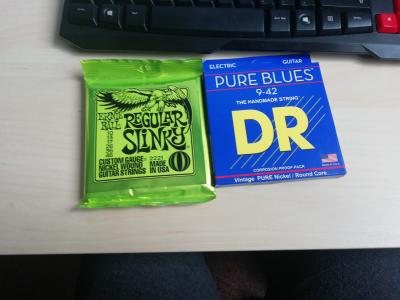 ERNIE BALL
REGULAR
SLINKY
CUSTOM GAUGE
NICKEL WOUND
GUITAR STRINGS
2221
MADE
IN USA
ELECTRIC GUITAR
PURE BLUES
9-42
THE HANDMADE STRING
DR
CORROSION PROOF PACK
Vintage PURE Nickel / Round Core